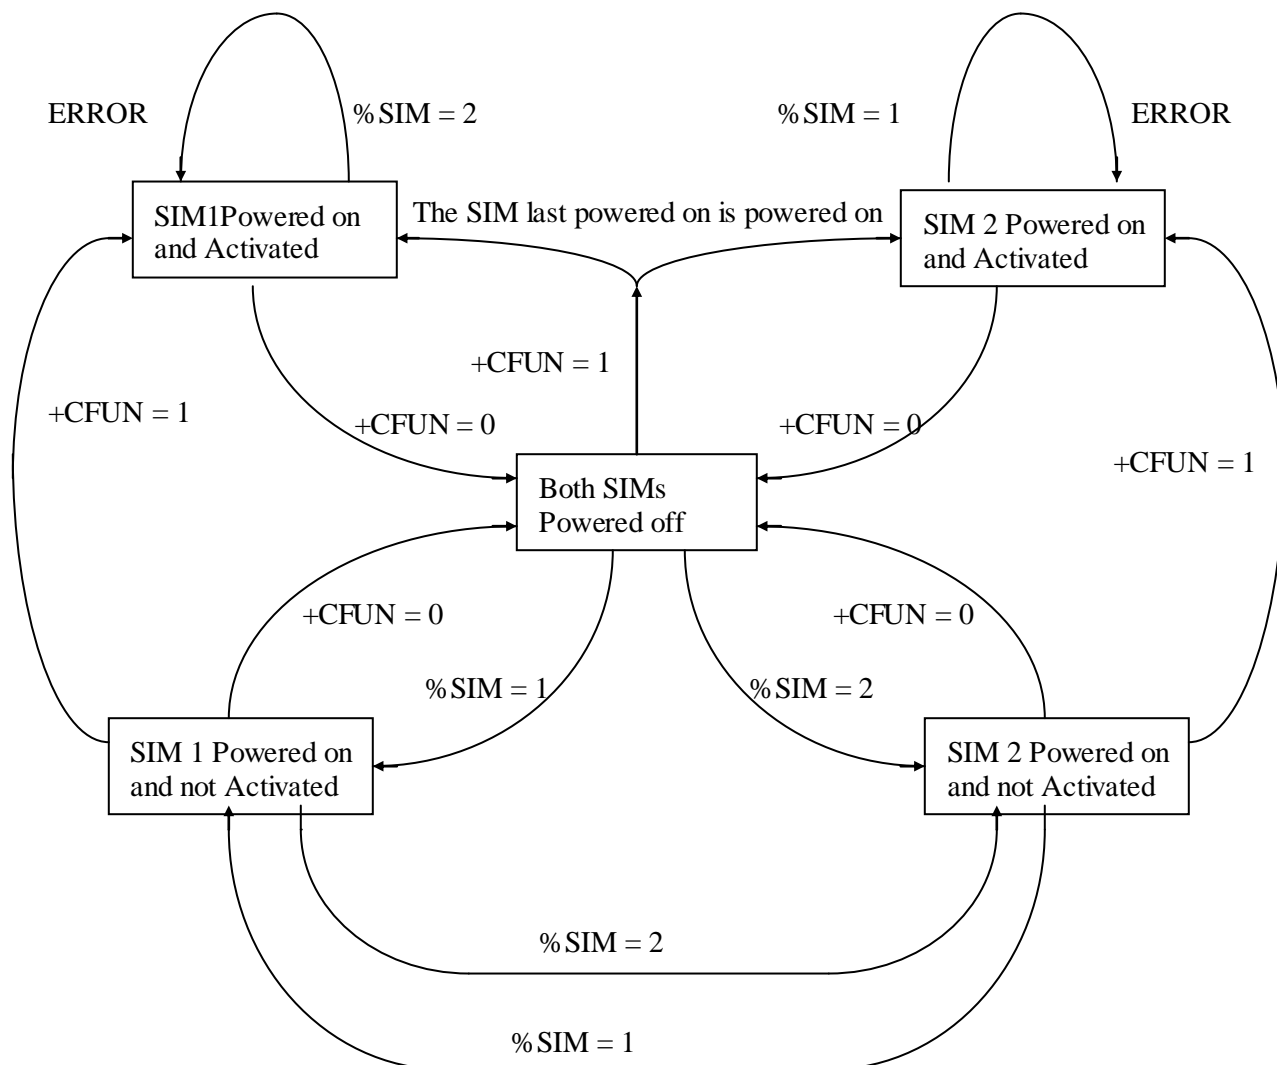 ERROR
%SIM = 2
%SIM = 1
ERROR
SIM1Powered on
and Activated
The SIM last powered on is powered on
SIM 2 Powered on
and Activated
+CFUN = 1
+CFUN = 1
+CFUN = 0
+CFUN = 0
+CFUN = 1
Both SIMs
Powered off
+CFUN = 0
+CFUN = 0
%SIM = 1
%SIM = 2
SIM 1 Powered on
and not Activated
SIM 2 Powered on
and not Activated
%SIM = 2
%SIM = 1